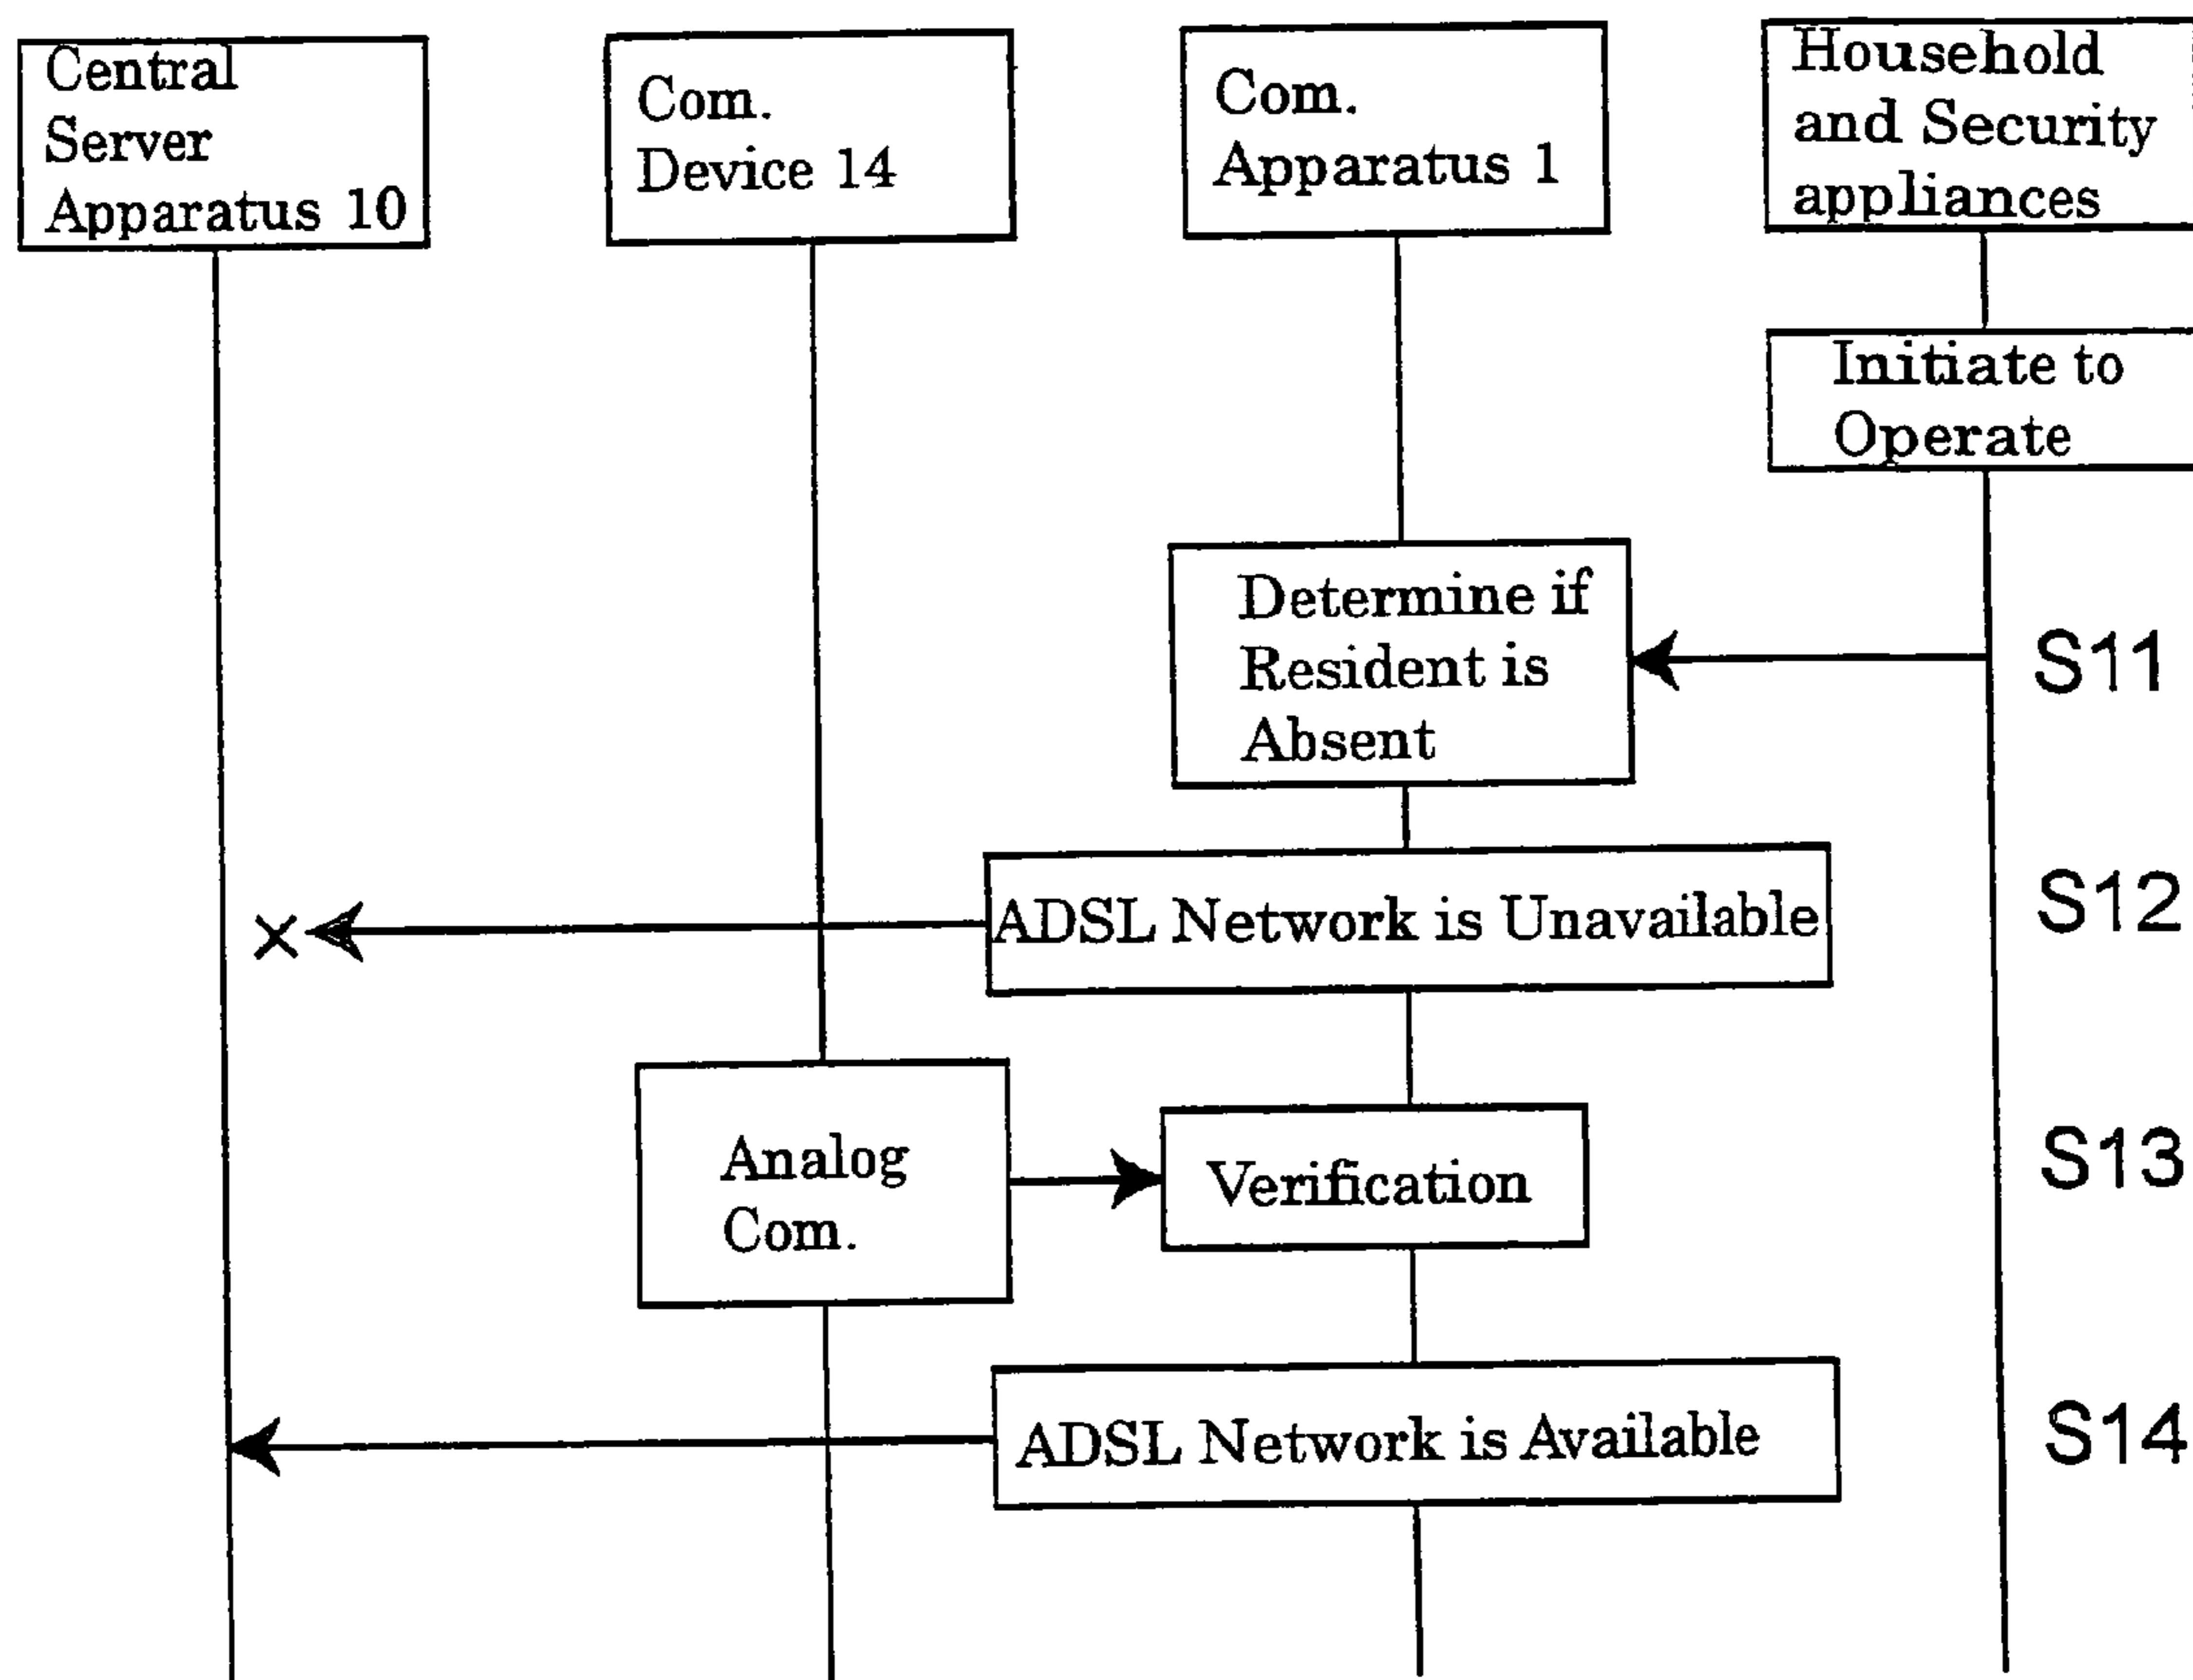 Central
Server
Apparatus 10
Com.
Device 14
Com.
Apparatus 1
Household
and Security
appliances
Initiate to
Operate
Determine if
Resident is
Absent
S11
ADSL Network is Unavailable
S12
Analog
Com.
Verification
S13
ADSL Network is Available
S14